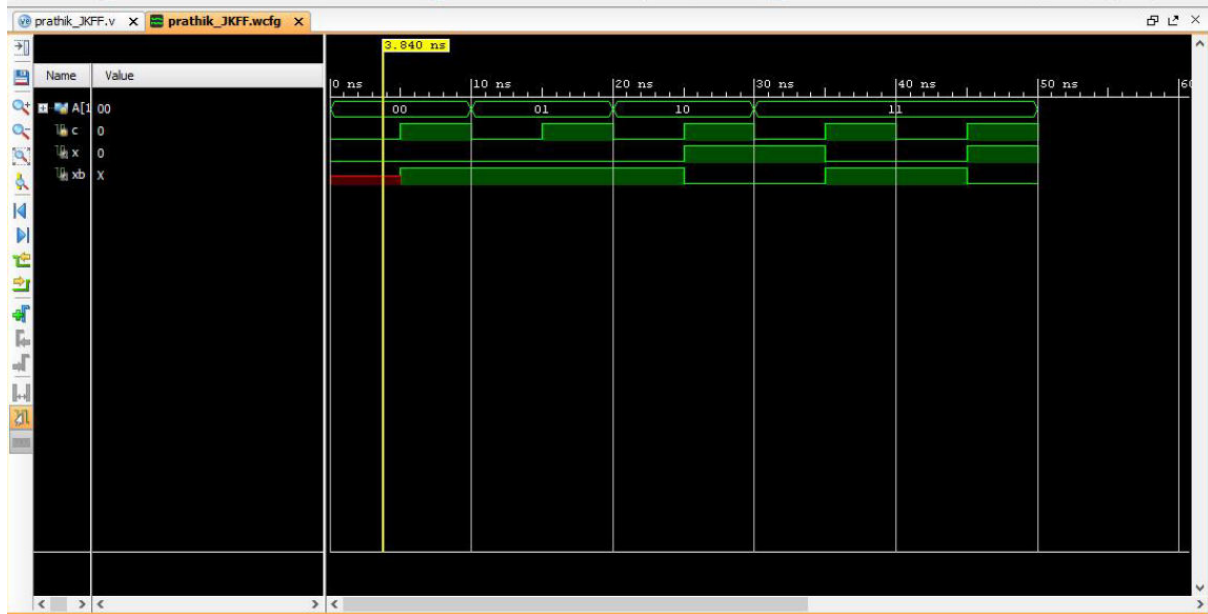 prathik_JKFF.v prathik_JKFF.wcfg
3.840 ns
Name Value
0 ns 10 ns 20 ns 30 ns 40 ns 50 ns 6
A[1 00 00 01 10 11
c 0
x 0
xb X